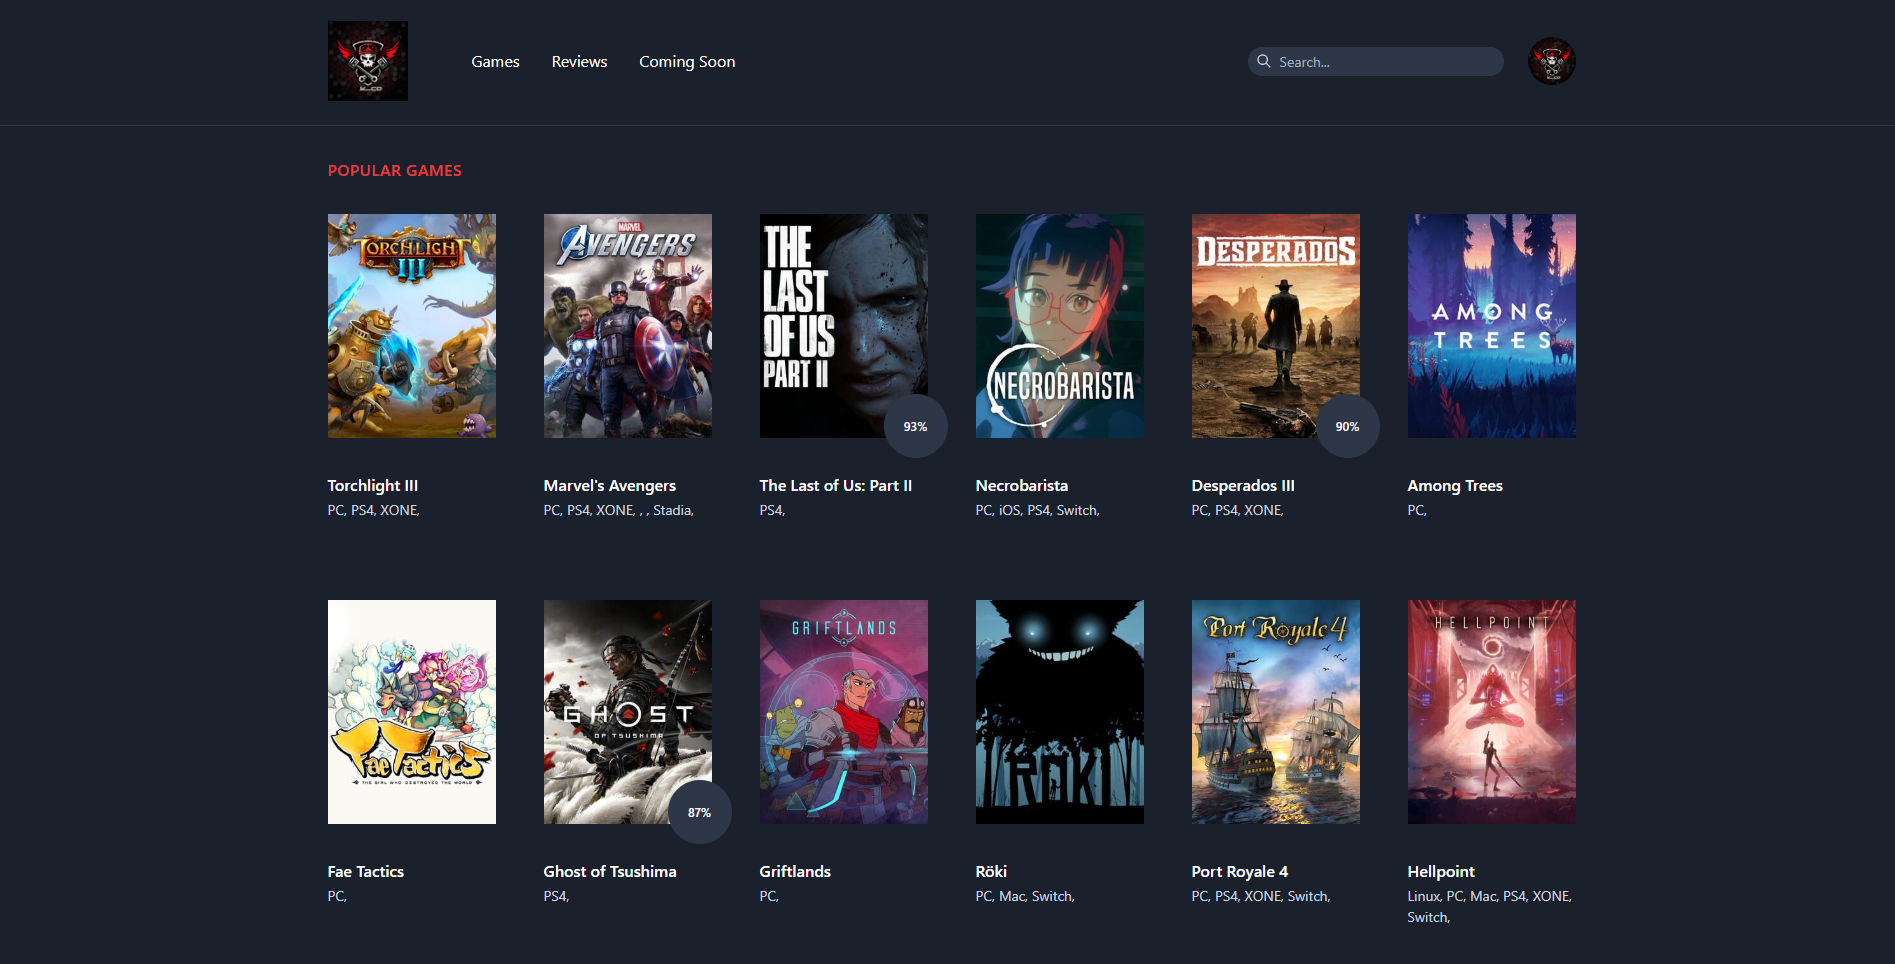 Games Reviews Coming Soon Search...
POPULAR GAMES
TORCHLIGHT
III
MARVEL
AVENGERS
THE
LAST
OF US
PART II
NECROBARISTA
DESPERADOS
AMONG
TREES
93%
90%
Torchlight III
PC, PS4, XONE,
Marvel's Avengers
PC, PS4, XONE, , , Stadia,
The Last of Us: Part II
PS4,
Necrobarista
PC, iOS, PS4, Switch,
Desperados III
PC, PS4, XONE,
Among Trees
PC,
Fae Tactics
THE GIRL WHO DESTROYED THE WORLD
GHOST
OF TSUSHIMA
GRIFTLANDS
RÖKI
Port Royale 4
HELLPOINT
87%
Fae Tactics
PC,
Ghost of Tsushima
PS4,
Griftlands
PC,
Röki
PC, Mac, Switch,
Port Royale 4
PC, PS4, XONE, Switch,
Hellpoint
Linux, PC, Mac, PS4, XONE,
Switch,